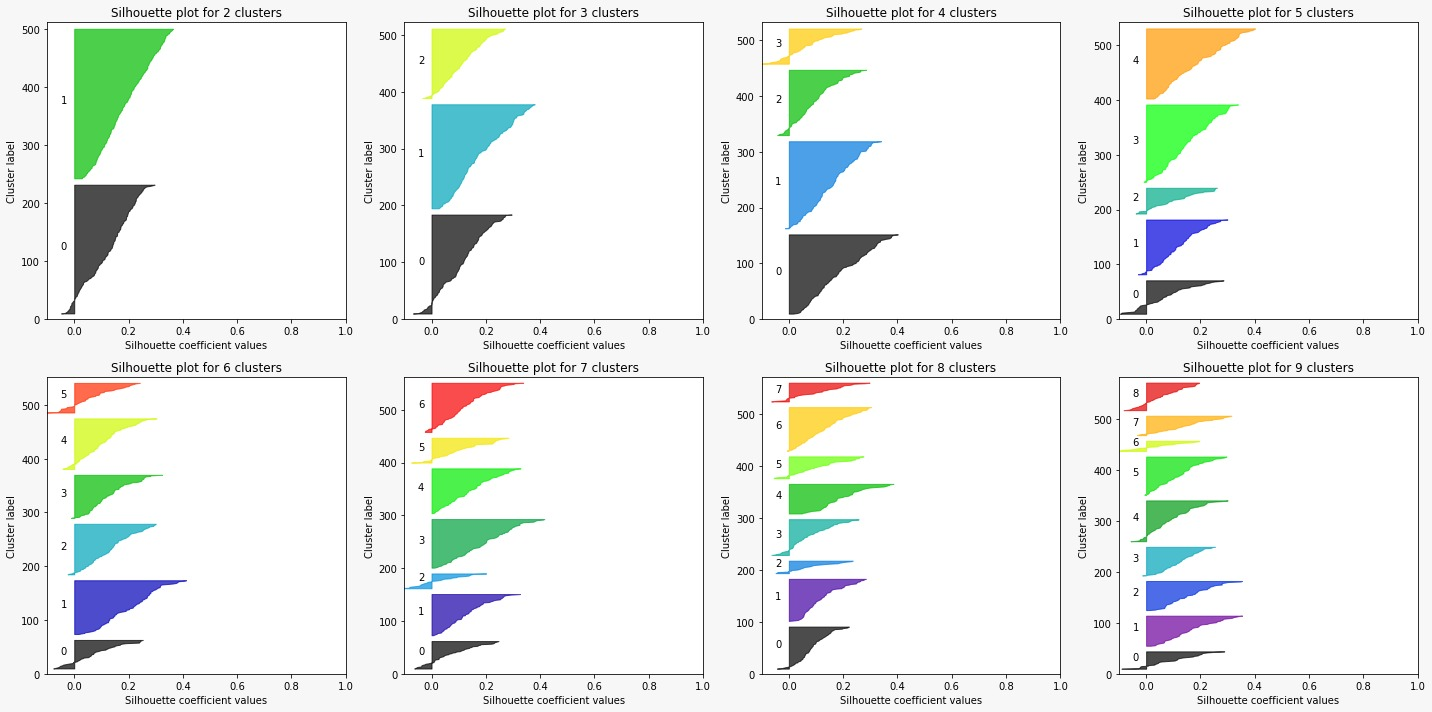 Silhouette plot for 2 clusters
500
400
300
200
100
0
Cluster label
1
0
0.0 0.2 0.4 0.6 0.8 1.0
Silhouette coefficient values
Silhouette plot for 3 clusters
500
400
300
200
100
0
Cluster label
2
1
0
0.0 0.2 0.4 0.6 0.8 1.0
Silhouette coefficient values
Silhouette plot for 4 clusters
500
400
300
200
100
0
Cluster label
3
2
1
0
0.0 0.2 0.4 0.6 0.8 1.0
Silhouette coefficient values
Silhouette plot for 5 clusters
500
400
300
200
100
0
Cluster label
4
3
2
1
0
0.0 0.2 0.4 0.6 0.8 1.0
Silhouette coefficient values
Silhouette plot for 6 clusters
500
400
300
200
100
0
Cluster label
5
4
3
2
1
0
0.0 0.2 0.4 0.6 0.8 1.0
Silhouette coefficient values
Silhouette plot for 7 clusters
500
400
300
200
100
0
Cluster label
6
5
4
3
2
1
0
0.0 0.2 0.4 0.6 0.8 1.0
Silhouette coefficient values
Silhouette plot for 8 clusters
500
400
300
200
100
0
Cluster label
7
6
5
4
3
2
1
0
0.0 0.2 0.4 0.6 0.8 1.0
Silhouette coefficient values
Silhouette plot for 9 clusters
500
400
300
200
100
0
Cluster label
8
7
6
5
4
3
2
1
0
0.0 0.2 0.4 0.6 0.8 1.0
Silhouette coefficient values